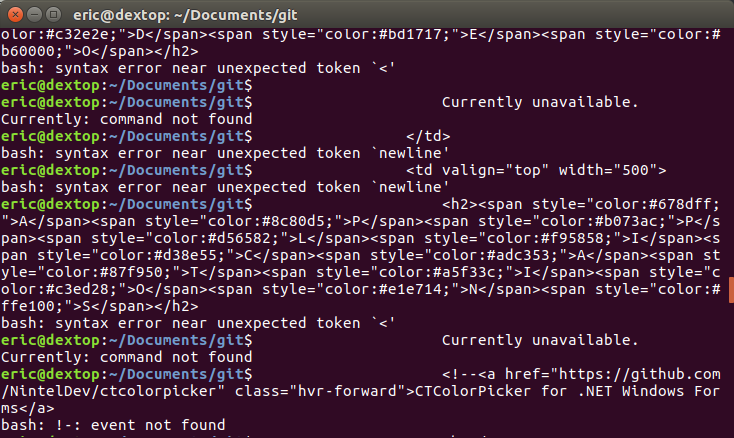 eric@dextop: ~/Documents/git
olor:#c32e2e;">D</span><span style="color:#bd1717;">E</span><span style="color:#
b60000;">O</span></h2>
bash: syntax error near unexpected token `<'
eric@dextop:~/Documents/git$
eric@dextop:~/Documents/git$                     Currently unavailable.
Currently: command not found
eric@dextop:~/Documents/git$                 </td>
bash: syntax error near unexpected token `newline'
eric@dextop:~/Documents/git$                 <td valign="top" width="500">
bash: syntax error near unexpected token `newline'
eric@dextop:~/Documents/git$                     <h2><span style="color:#678dff;
">A</span><span style="color:#8c80d5;">P</span><span style="color:#b073ac;">P</s
pan><span style="color:#d56582;">L</span><span style="color:#f95858;">I</span><s
pan style="color:#d38e55;">C</span><span style="color:#adc353;">A</span><span st
yle="color:#87f950;">T</span><span style="color:#a5f33c;">I</span><span style="c
olor:#c3ed28;">O</span><span style="color:#e1e714;">N</span><span style="color:#
ffe100;">S</span></h2>
bash: syntax error near unexpected token `<'
eric@dextop:~/Documents/git$                     Currently unavailable.
Currently: command not found
eric@dextop:~/Documents/git$                     <!--<a href="https://github.com
/NintelDev/ctcolorpicker" class="hvr-forward">CTColorPicker for .NET Windows For
ms</a>
bash: !-: event not found